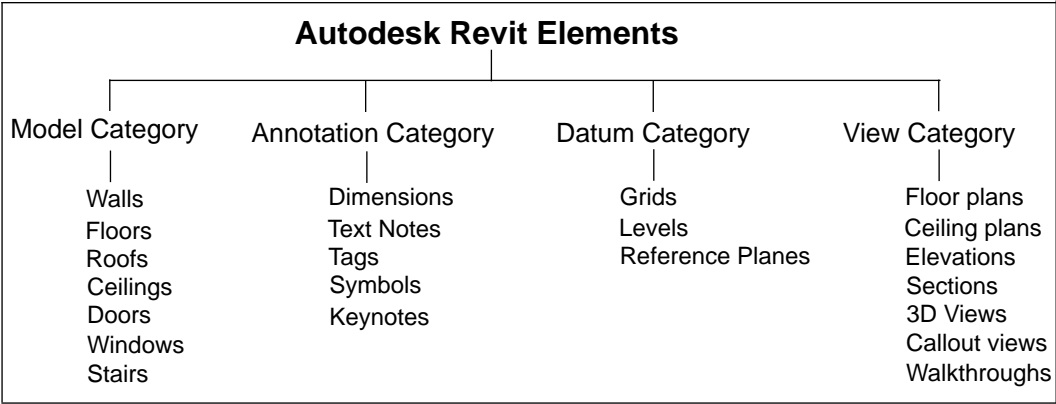 Autodesk Revit Elements
Model Category
Walls
Floors
Roofs
Ceilings
Doors
Windows
Stairs
Annotation Category
Dimensions
Text Notes
Tags
Symbols
Keynotes
Datum Category
Grids
Levels
Reference Planes
View Category
Floor plans
Ceiling plans
Elevations
Sections
3D Views
Callout views
Walkthroughs